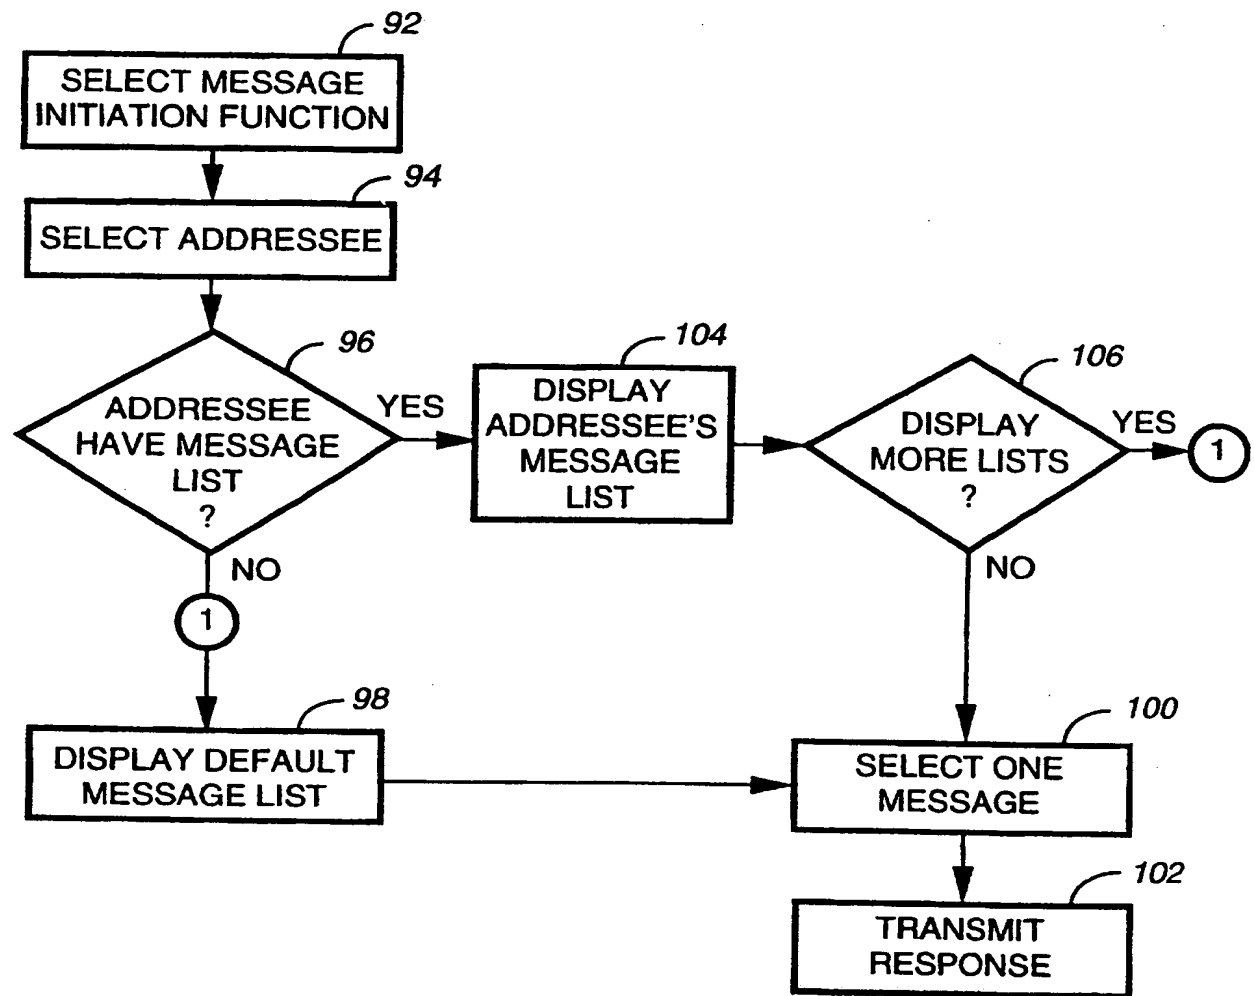 92
SELECT MESSAGE
INITIATION FUNCTION
94
SELECT ADDRESSEE
96
ADDRESSEE
HAVE MESSAGE
LIST
?
YES
NO
104
DISPLAY
ADDRESSEE'S
MESSAGE
LIST
106
DISPLAY
MORE LISTS
?
YES
1
NO
1
98
DISPLAY DEFAULT
MESSAGE LIST
100
SELECT ONE
MESSAGE
102
TRANSMIT
RESPONSE